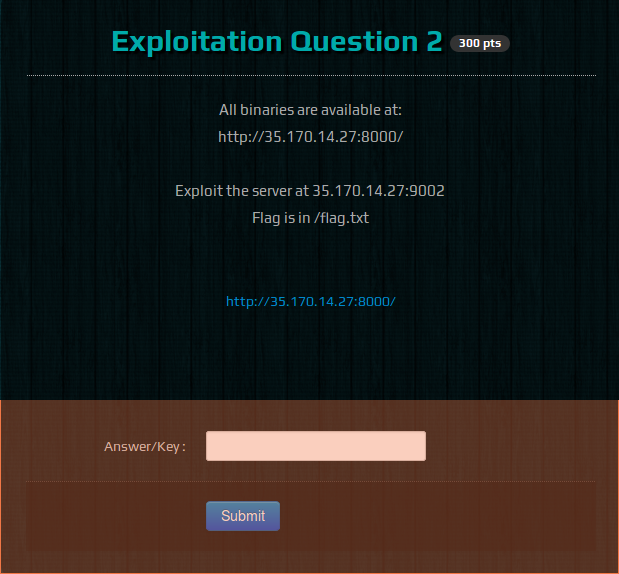 Exploitation Question 2 300 pts
All binaries are available at:
http://35.170.14.27:8000/
Exploit the server at 35.170.14.27:9002
Flag is in /flag.txt
http://35.170.14.27:8000/
Answer/Key :
Submit